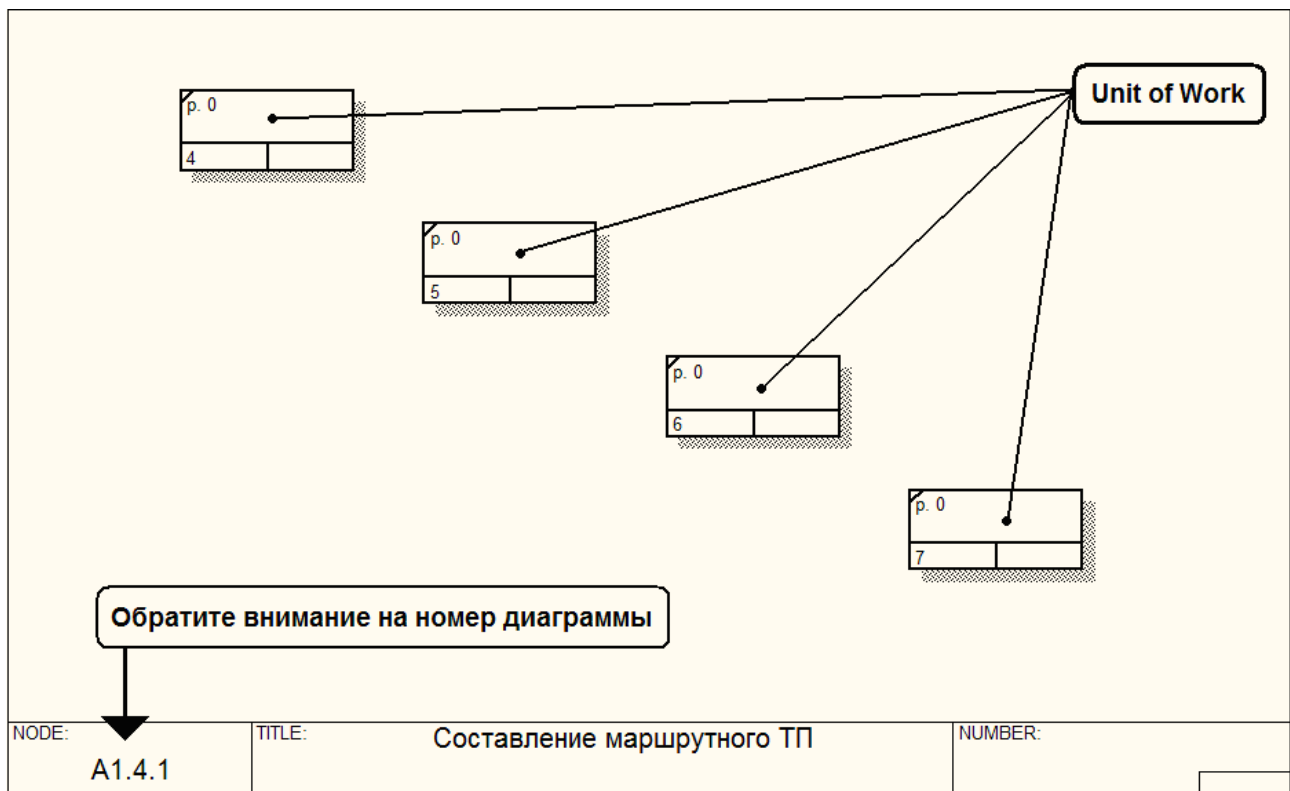 Unit of Work
р. 0
4
р. 0
5
р. 0
6
р. 0
7
Обратите внимание на номер диаграммы
NODE:
A1.4.1
TITLE:
Составление маршрутного ТП
NUMBER: